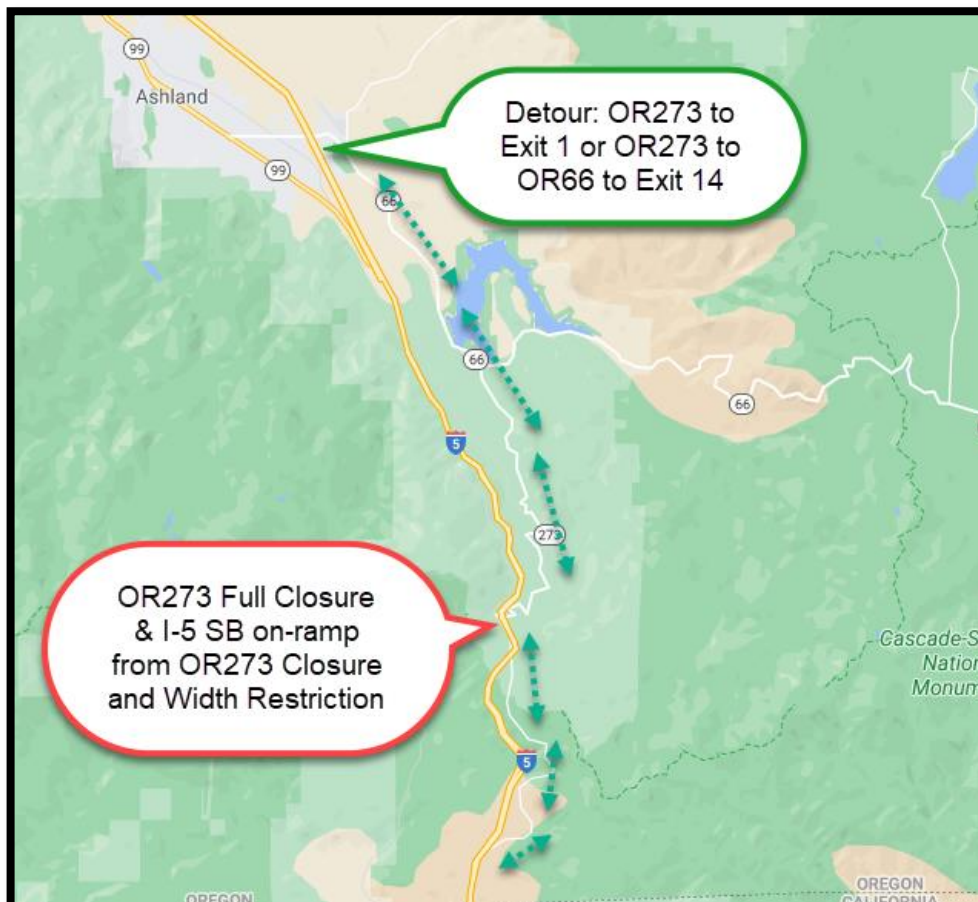 99
Ashland
99
Detour: OR273 to
Exit 1 or OR273 to
OR66 to Exit 14
66
66
66
5
273
OR273 Full Closure
& I-5 SB on-ramp
from OR273 Closure
and Width Restriction
Cascade-S
Nation
Monum
5
OREGON
OREGON
CALIFORNIA